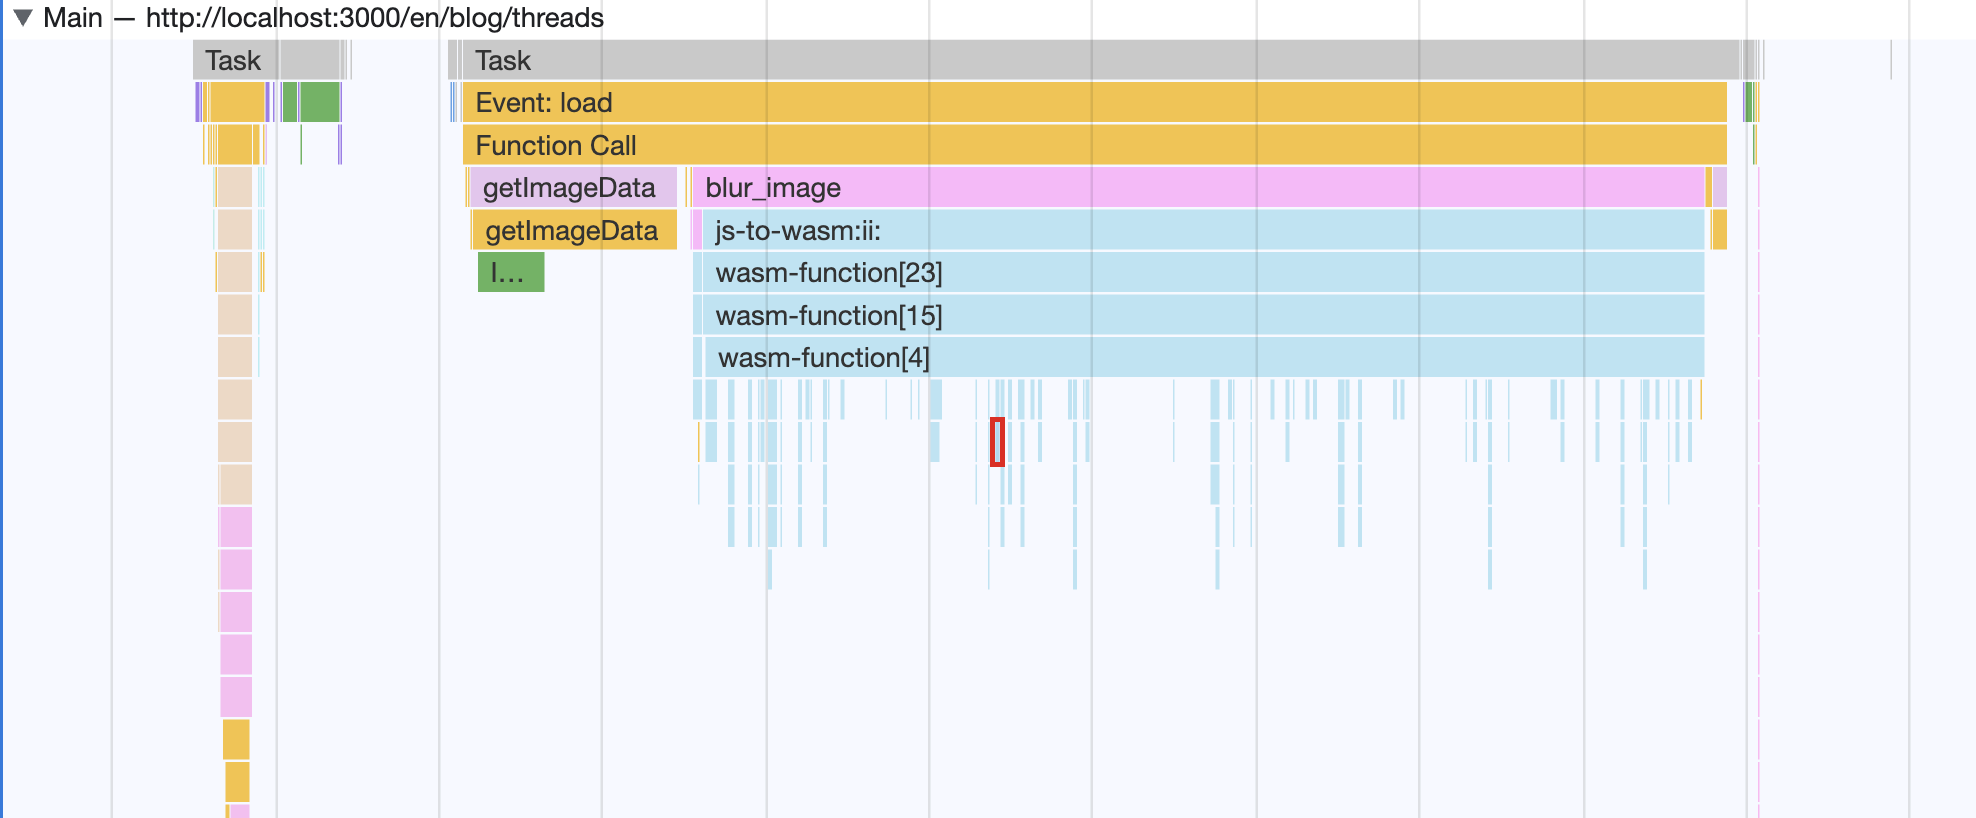 ▼ Main — http://localhost:3000/en/blog/threads
Task Task
Event: load
Function Call
getImageData blur_image
getImageData js-to-wasm:ii:
I… wasm-function[23]
wasm-function[15]
wasm-function[4]